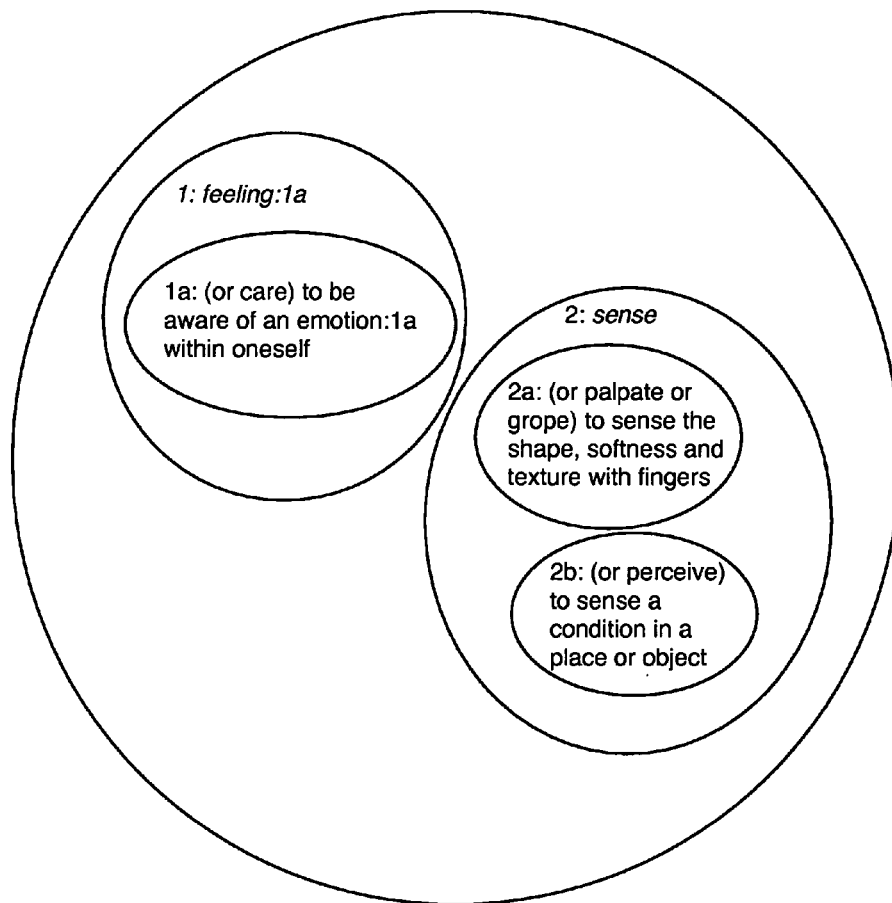 1: feeling:1a
1a: (or care) to be
aware of an emotion:1a
within oneself
2: sense
2a: (or palpate or
grope) to sense the
shape, softness and
texture with fingers
2b: (or perceive)
to sense a
condition in a
place or object